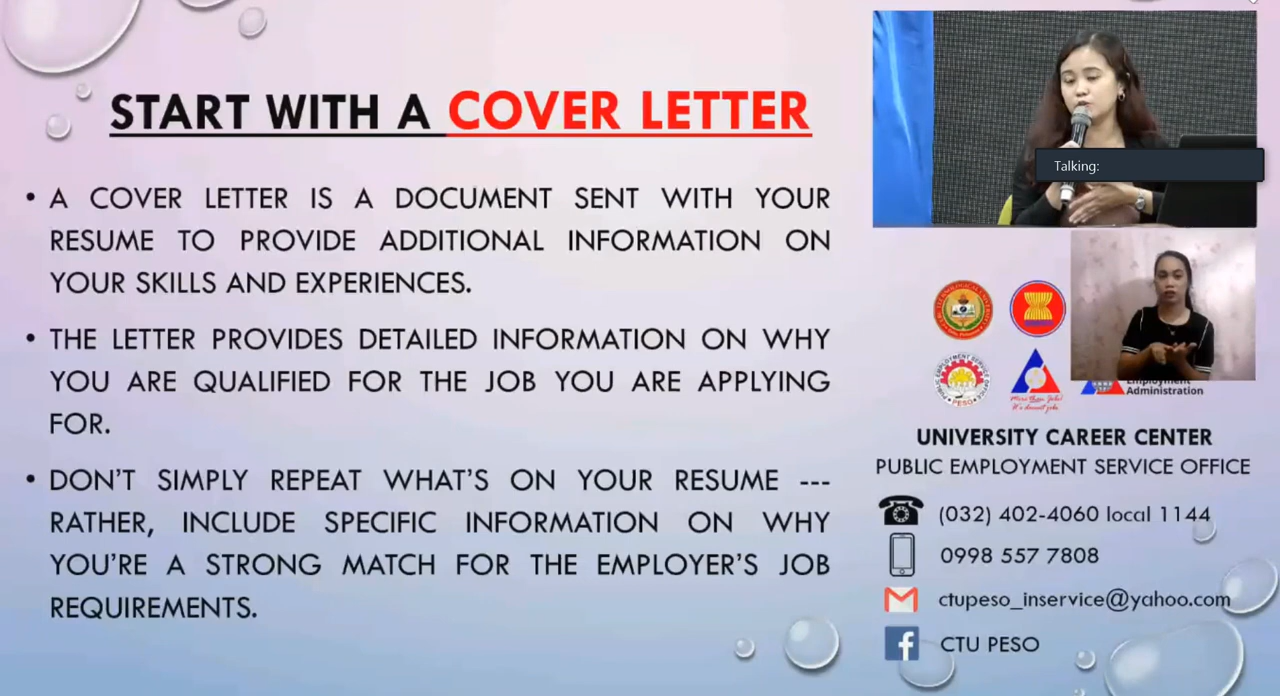 START WITH A COVER LETTER
• A COVER LETTER IS A DOCUMENT SENT WITH YOUR
RESUME TO PROVIDE ADDITIONAL INFORMATION ON
YOUR SKILLS AND EXPERIENCES.
• THE LETTER PROVIDES DETAILED INFORMATION ON WHY
YOU ARE QUALIFIED FOR THE JOB YOU ARE APPLYING
FOR.
• DON'T SIMPLY REPEAT WHAT'S ON YOUR RESUME ---
RATHER, INCLUDE SPECIFIC INFORMATION ON WHY
YOU'RE A STRONG MATCH FOR THE EMPLOYER'S JOB
REQUIREMENTS.
Talking:
PESO
Employment
Administration
UNIVERSITY CAREER CENTER
PUBLIC EMPLOYMENT SERVICE OFFICE
(032) 402-4060 local 1144
0998 557 7808
ctupeso_inservice@yahoo.com
CTU PESO